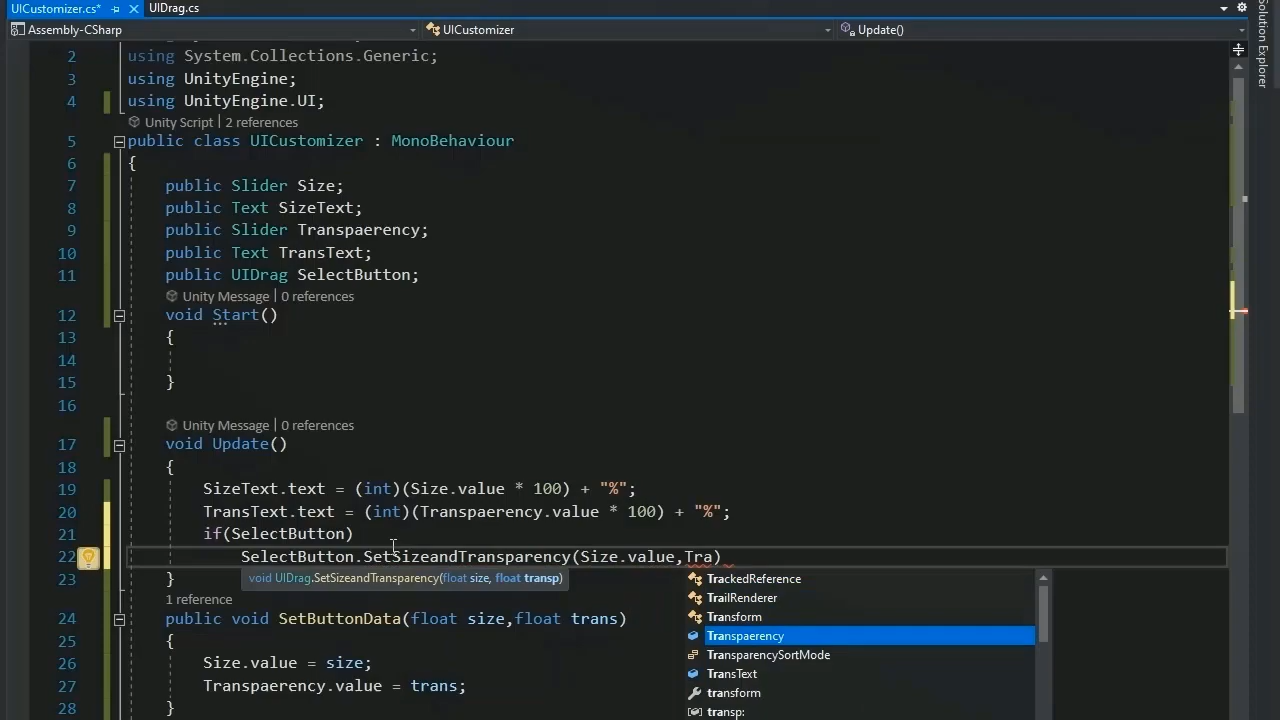 UICustomizer.cs*
UIDrag.cs
Assembly-CSharp
UICustomizer
Update()
Solution Explorer
2 using System.Collections.Generic;
3 using UnityEngine;
4 using UnityEngine.UI;
Unity Script | 2 references
5 public class UICustomizer : MonoBehaviour
6 {
7 public Slider Size;
8 public Text SizeText;
9 public Slider Transpaerency;
10 public Text TransText;
11 public UIDrag SelectButton;
Unity Message | 0 references
12 void Start()
13 {
14
15 }
16
Unity Message | 0 references
17 void Update()
18 {
19 SizeText.text = (int)(Size.value * 100) + "%";
20 TransText.text = (int)(Transpaerency.value * 100) + "%";
21 if(SelectButton)
22 SelectButton.SetSizeandTransparency(Size.value,Tra)
23 }
void UIDrag.SetSizeandTransparency(float size, float transp)
TrackedReference
TrailRenderer
Transform
Transpaerency
TransparencySortMode
TransText
transform
transp:
1 reference
24 public void SetButtonData(float size,float trans)
25 {
26 Size.value = size;
27 Transpaerency.value = trans;
28 }